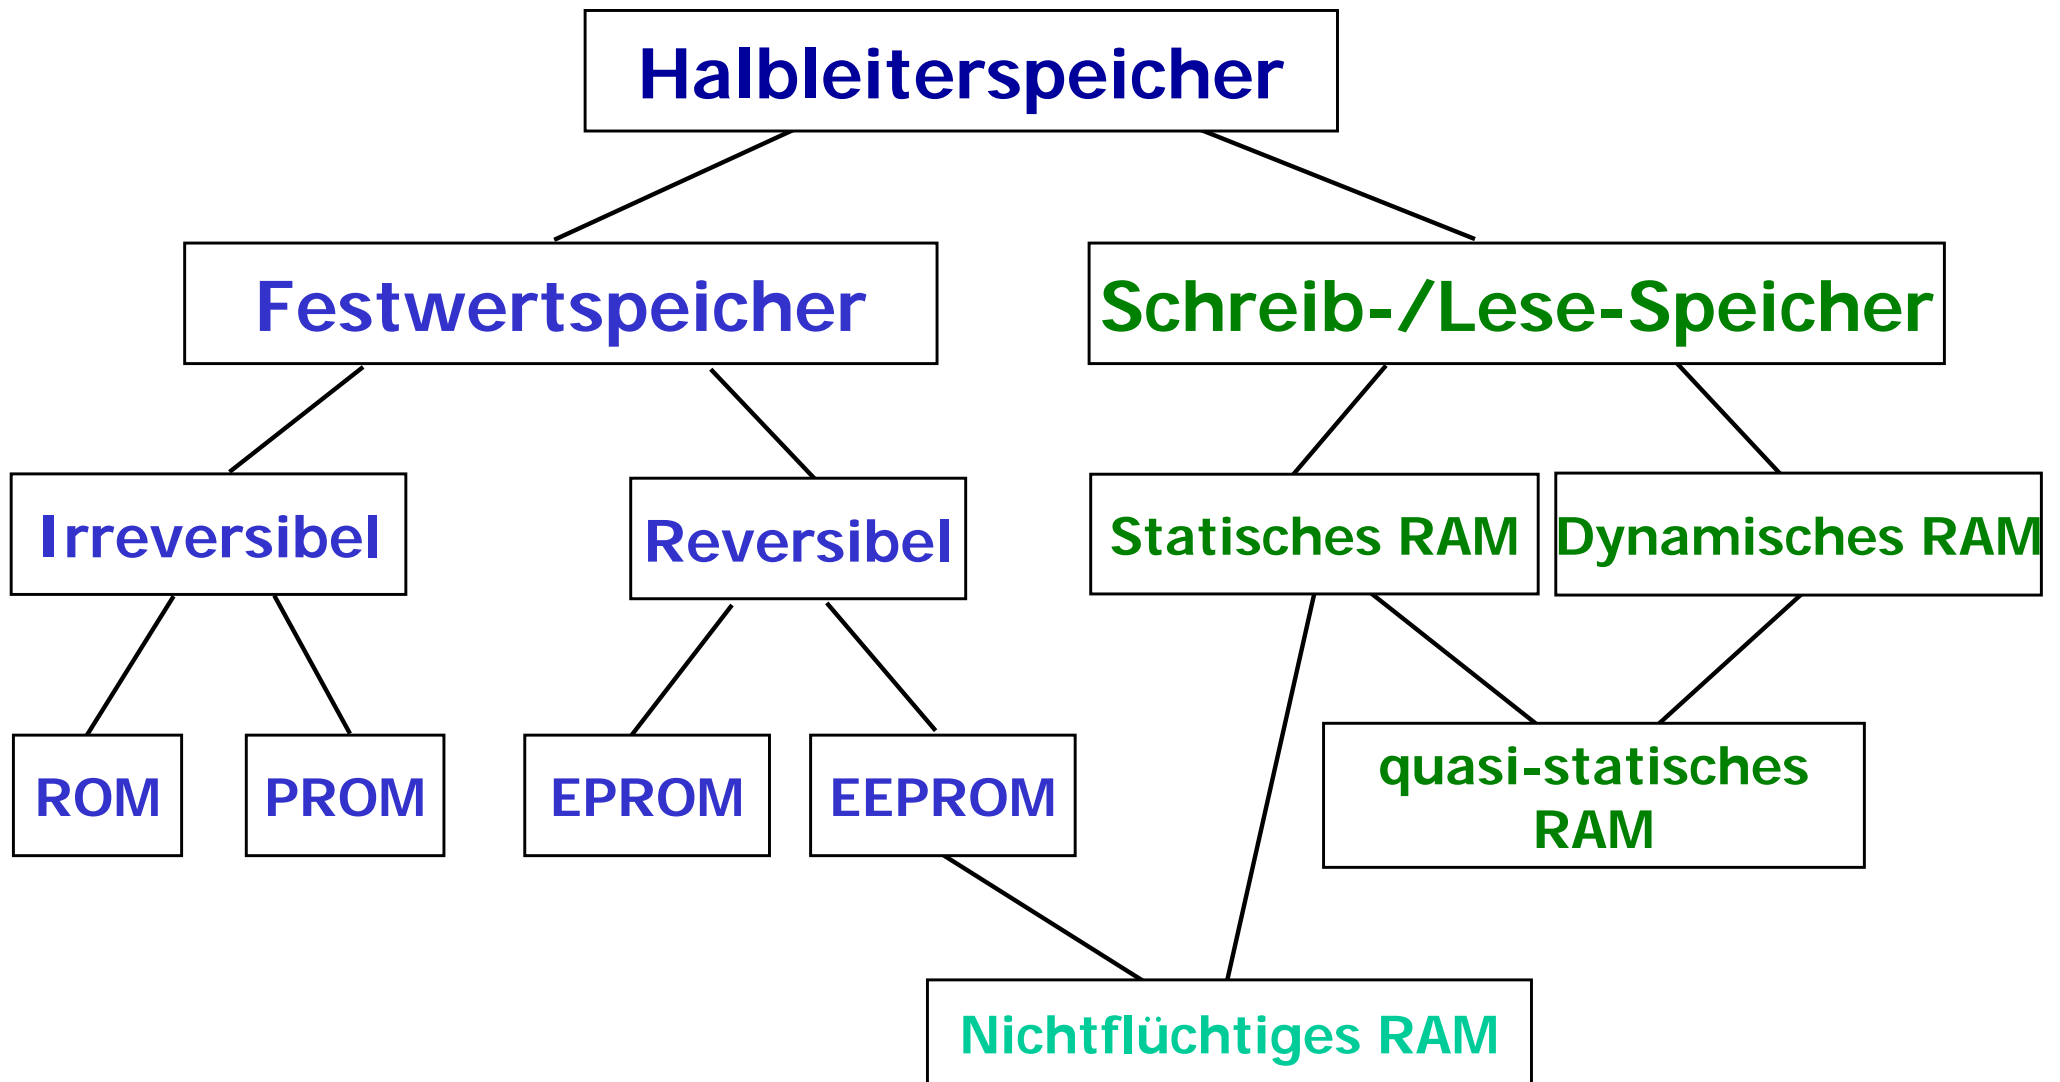 Halbleiterspeicher
Festwertspeicher
Schreib-/Lese-Speicher
Irreversibel
Reversibel
Statisches RAM
Dynamisches RAM
ROM
PROM
EPROM
EEPROM
quasi-statisches
RAM
Nichtflüchtiges RAM